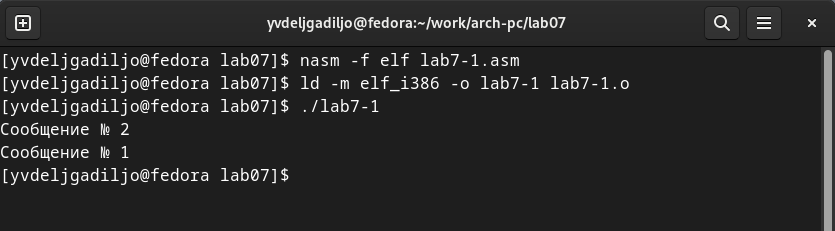 yvdeljgadiljo@fedora:~/work/arch-pc/lab07
[yvdeljgadiljo@fedora lab07]$ nasm -f elf lab7-1.asm
[yvdeljgadiljo@fedora lab07]$ ld -m elf_i386 -o lab7-1 lab7-1.o
[yvdeljgadiljo@fedora lab07]$ ./lab7-1
Сообщение № 2
Сообщение № 1
[yvdeljgadiljo@fedora lab07]$